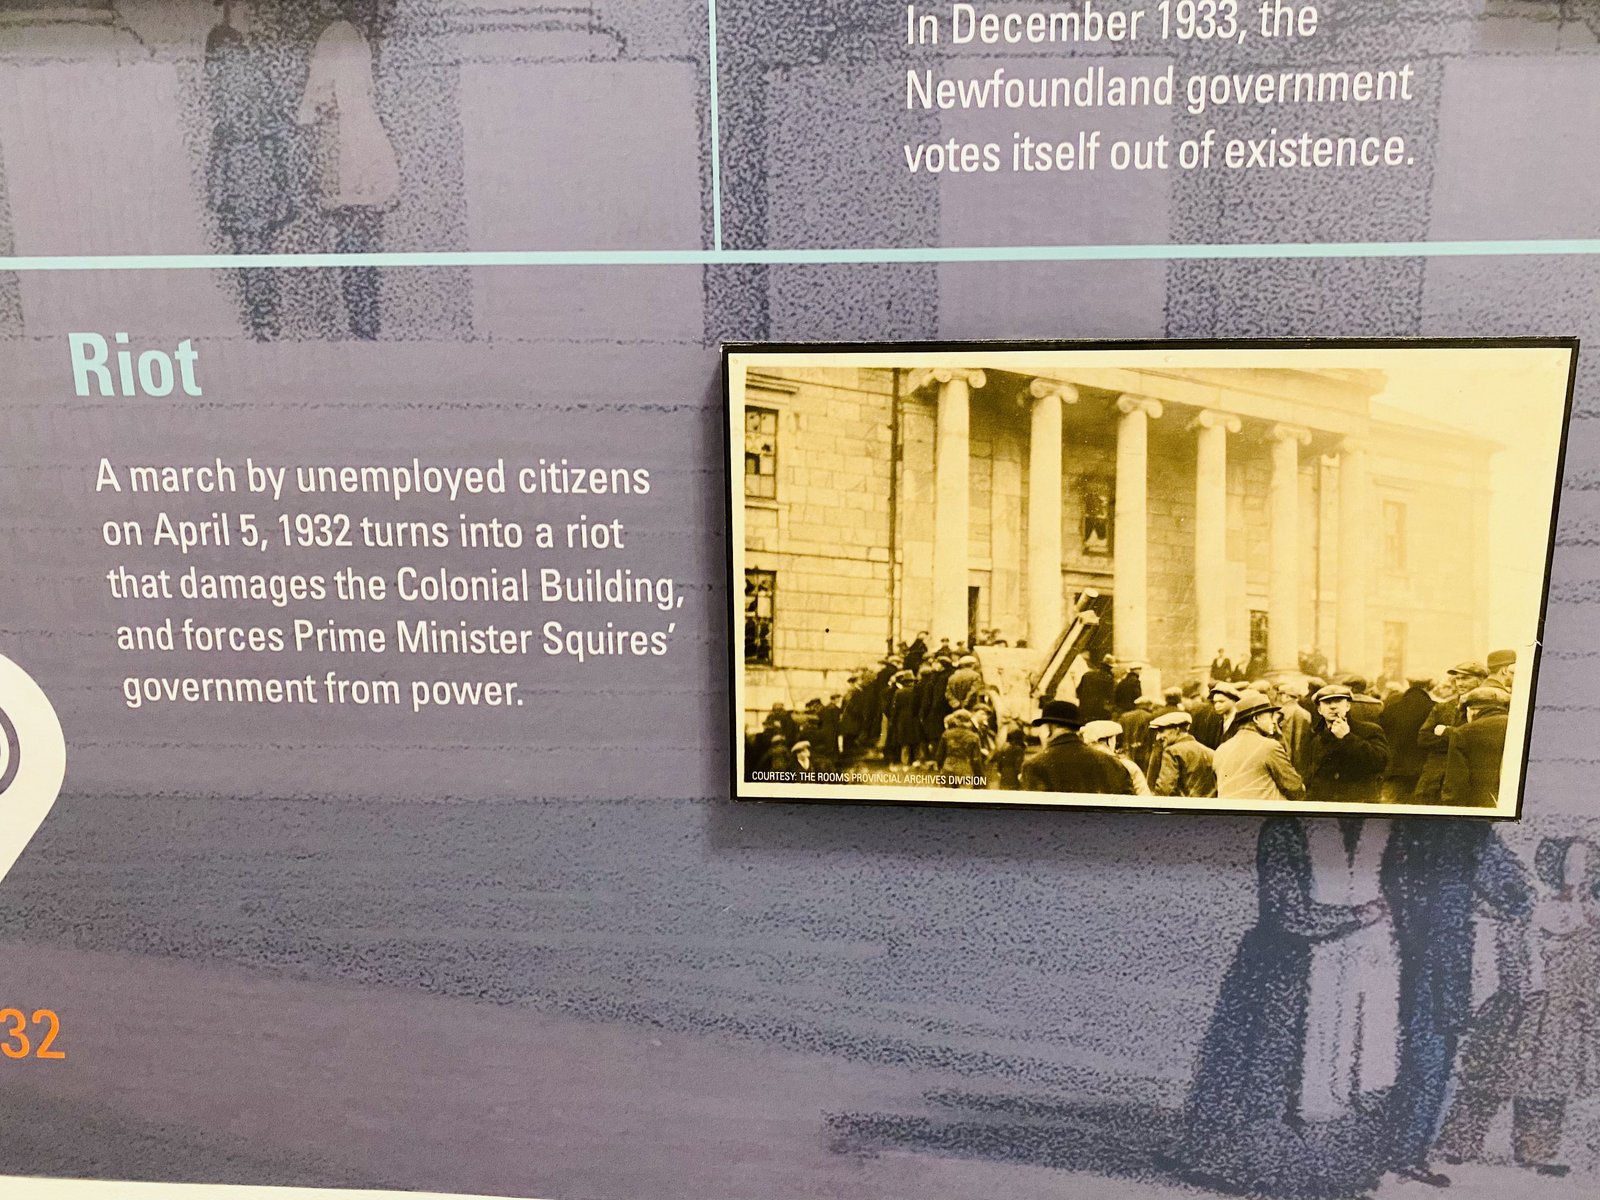 In December 1933, the
Newfoundland government
votes itself out of existence.
Riot
A march by unemployed citizens
on April 5, 1932 turns into a riot
that damages the Colonial Building,
and forces Prime Minister Squires’
government from power.
COURTESY: THE ROOMS PROVINCIAL ARCHIVES DIVISION
32